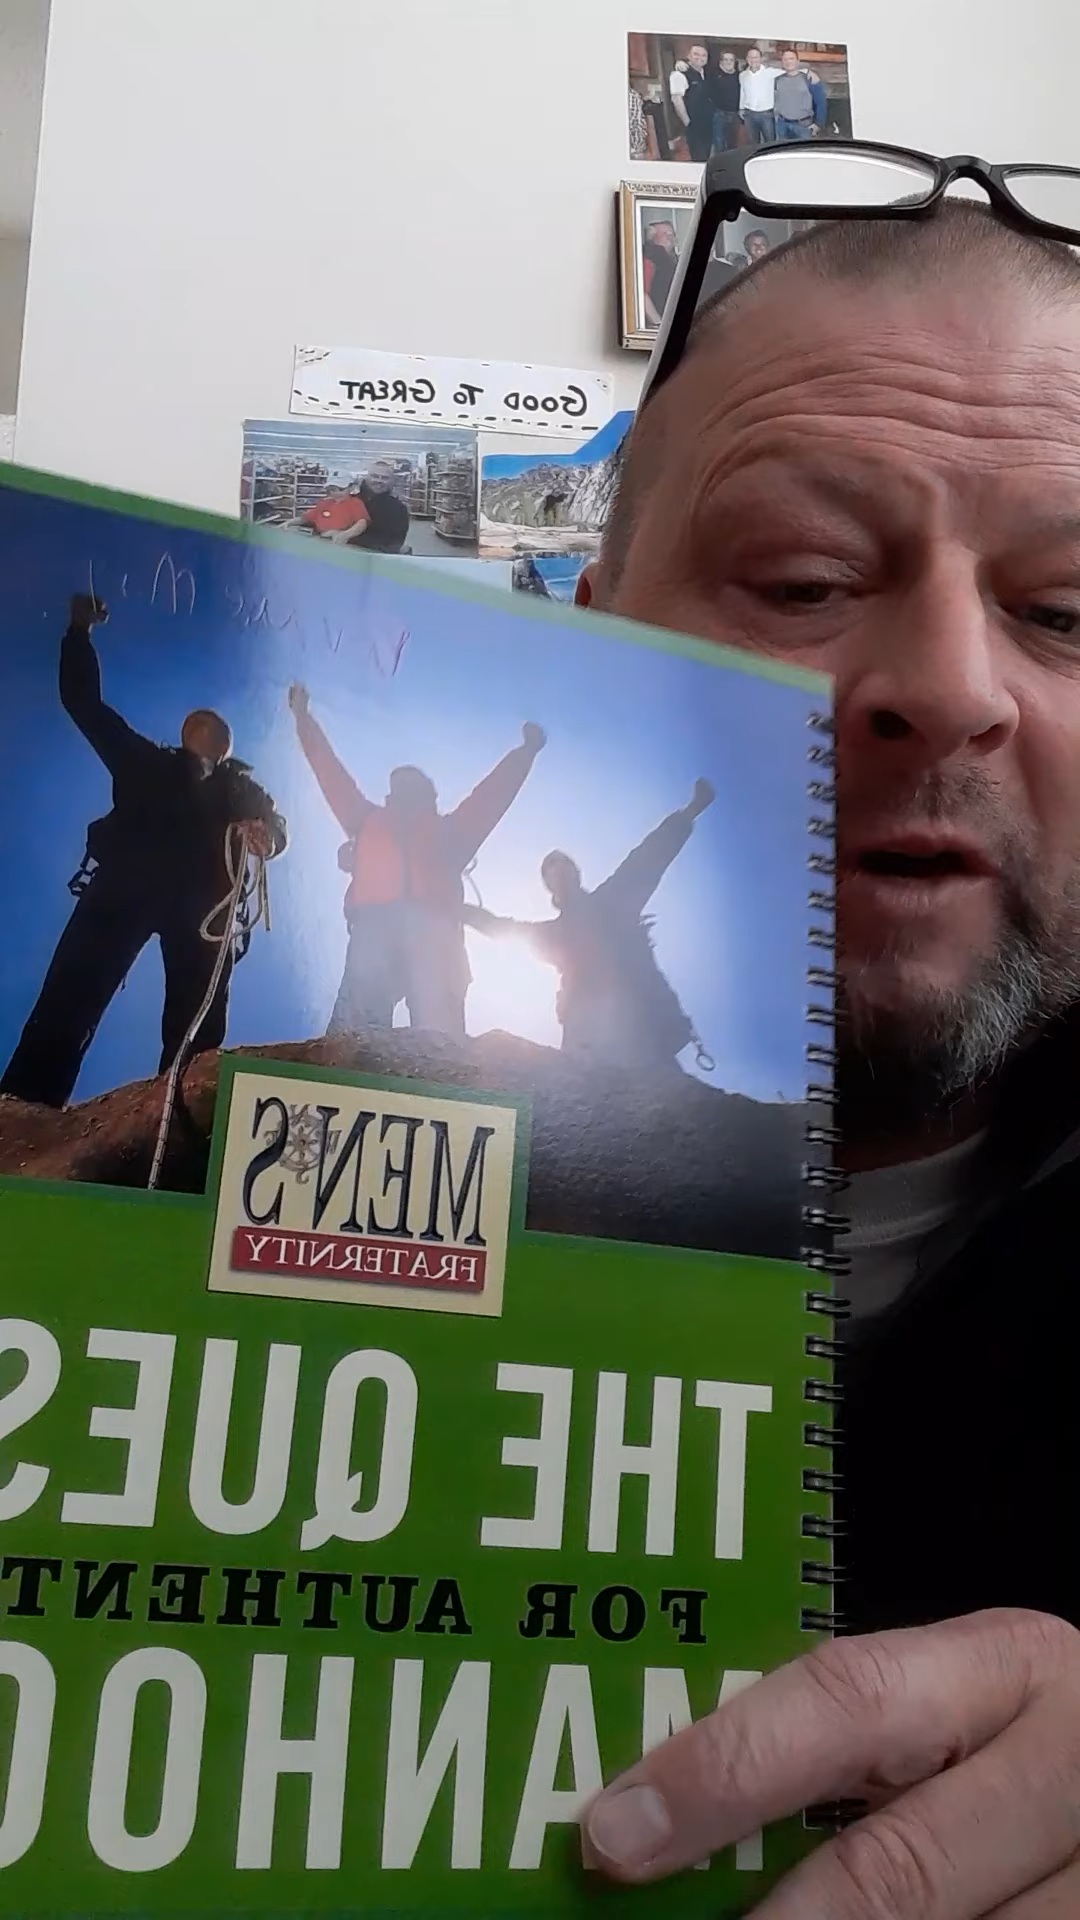 GOOD TO GREAT
MEN'S
FRATERNITY
THE QUES
FOR AUTHENT
MANHOO